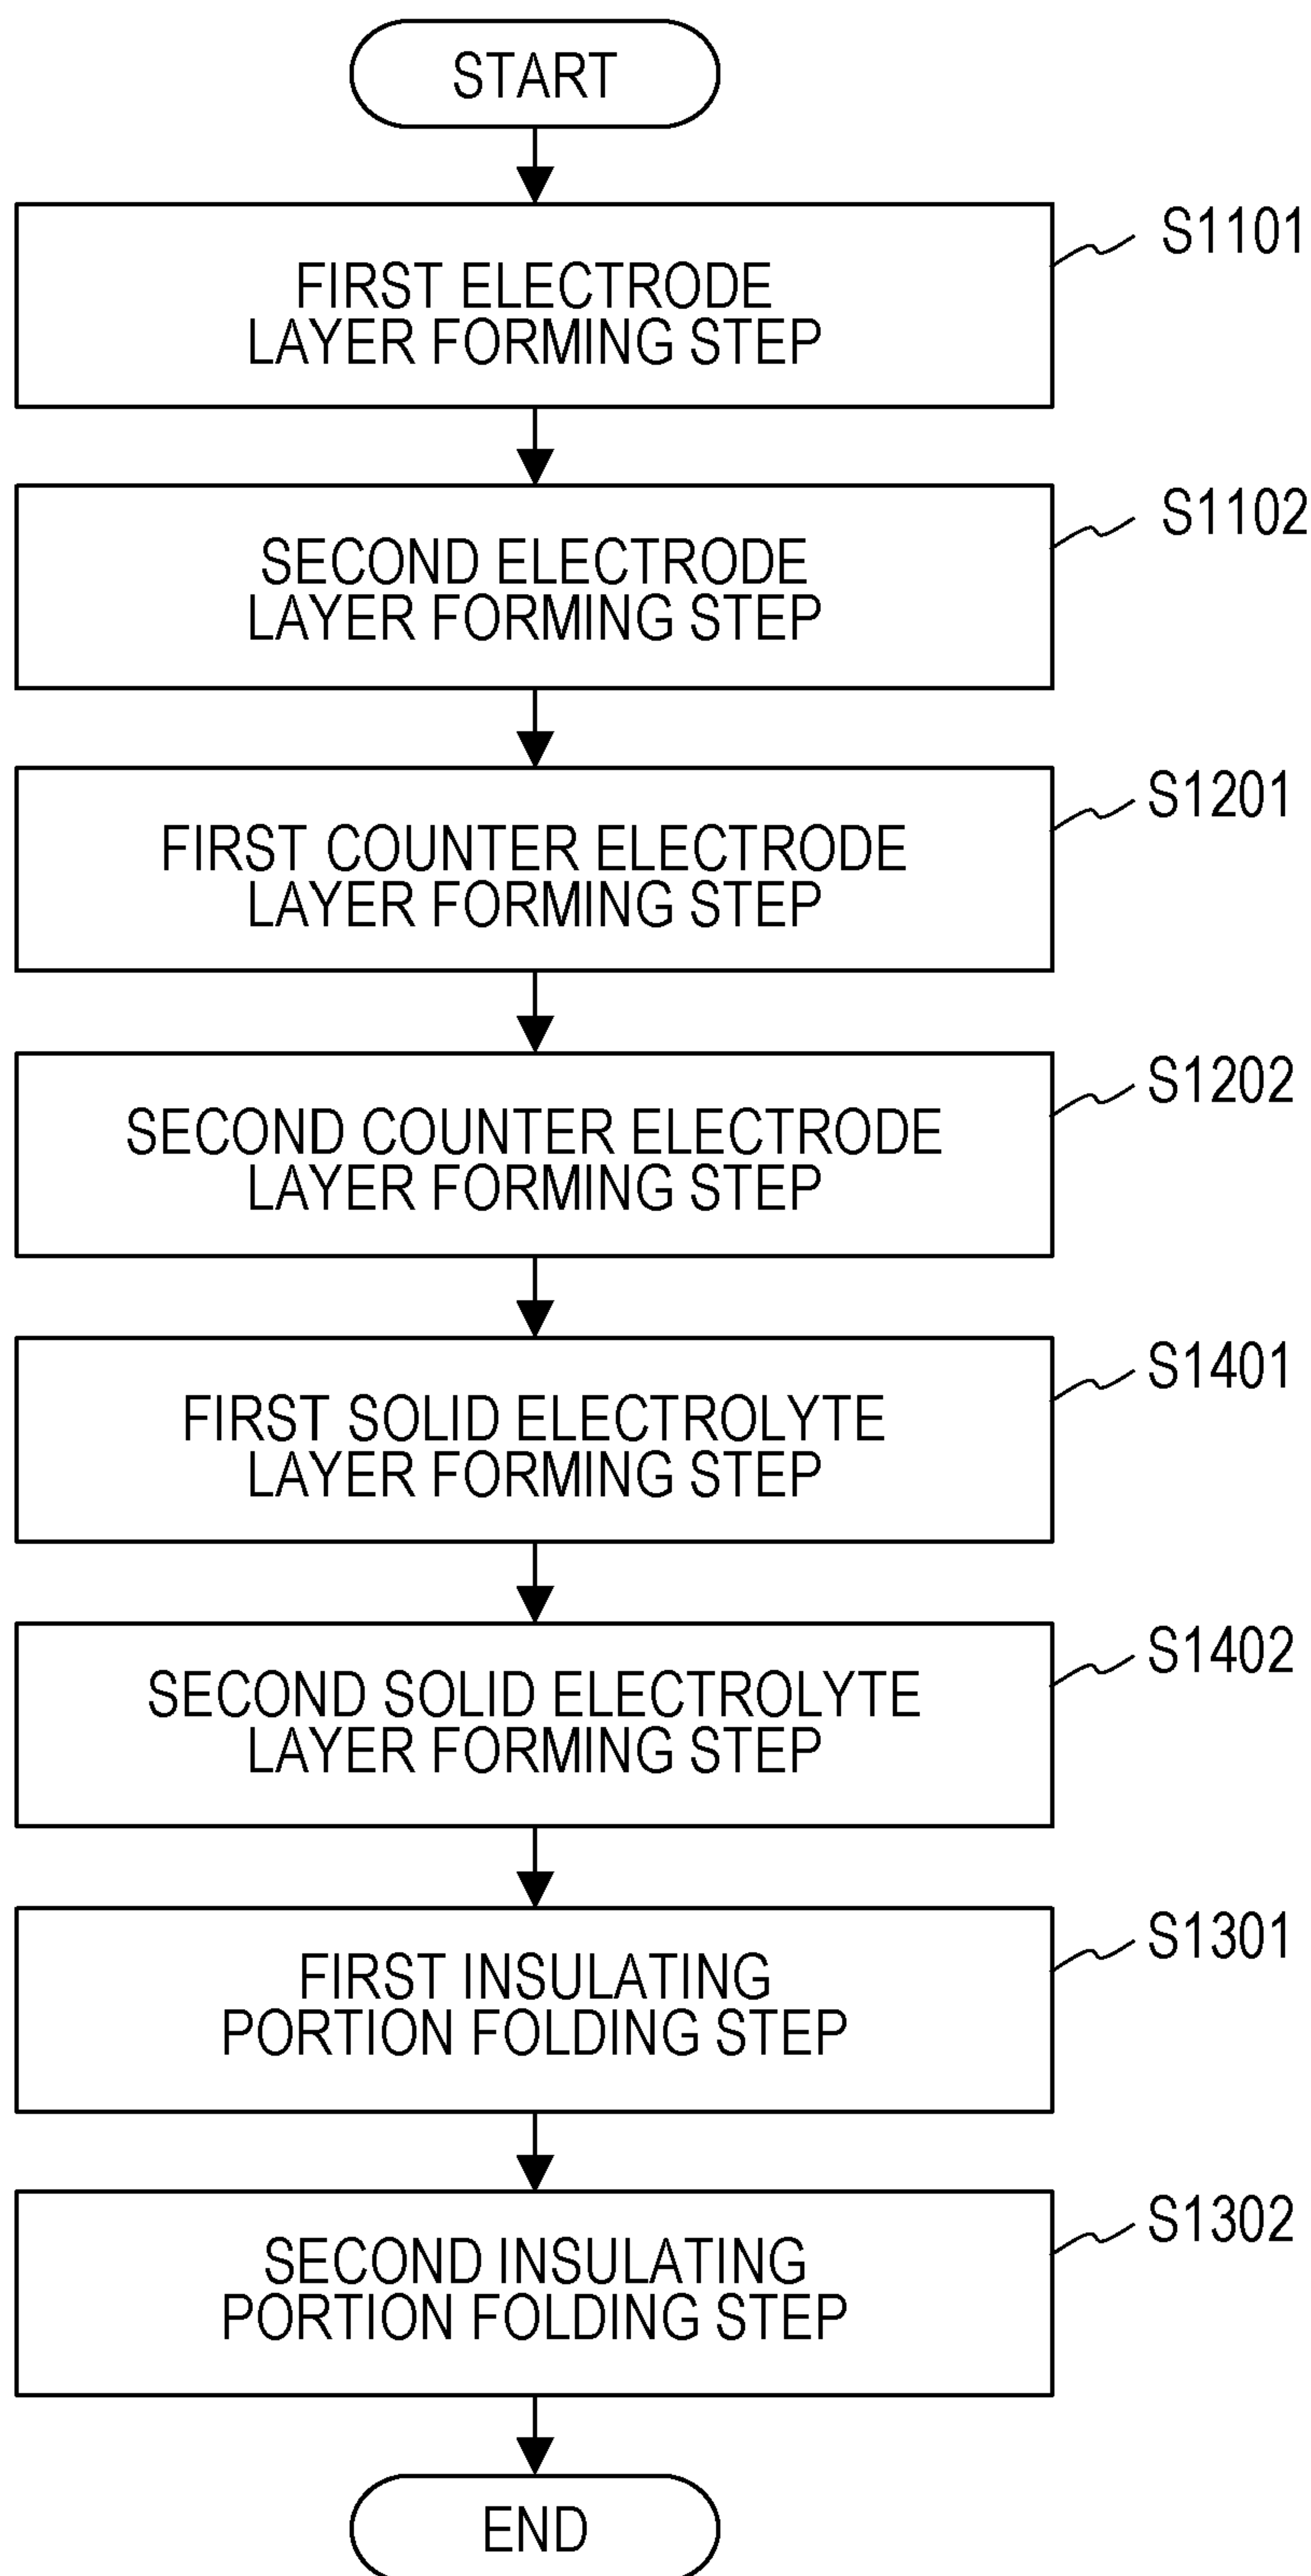 START
S1101
FIRST ELECTRODE
LAYER FORMING STEP
S1102
SECOND ELECTRODE
LAYER FORMING STEP
S1201
FIRST COUNTER ELECTRODE
LAYER FORMING STEP
S1202
SECOND COUNTER ELECTRODE
LAYER FORMING STEP
S1401
FIRST SOLID ELECTROLYTE
LAYER FORMING STEP
S1402
SECOND SOLID ELECTROLYTE
LAYER FORMING STEP
S1301
FIRST INSULATING
PORTION FOLDING STEP
S1302
SECOND INSULATING
PORTION FOLDING STEP
END